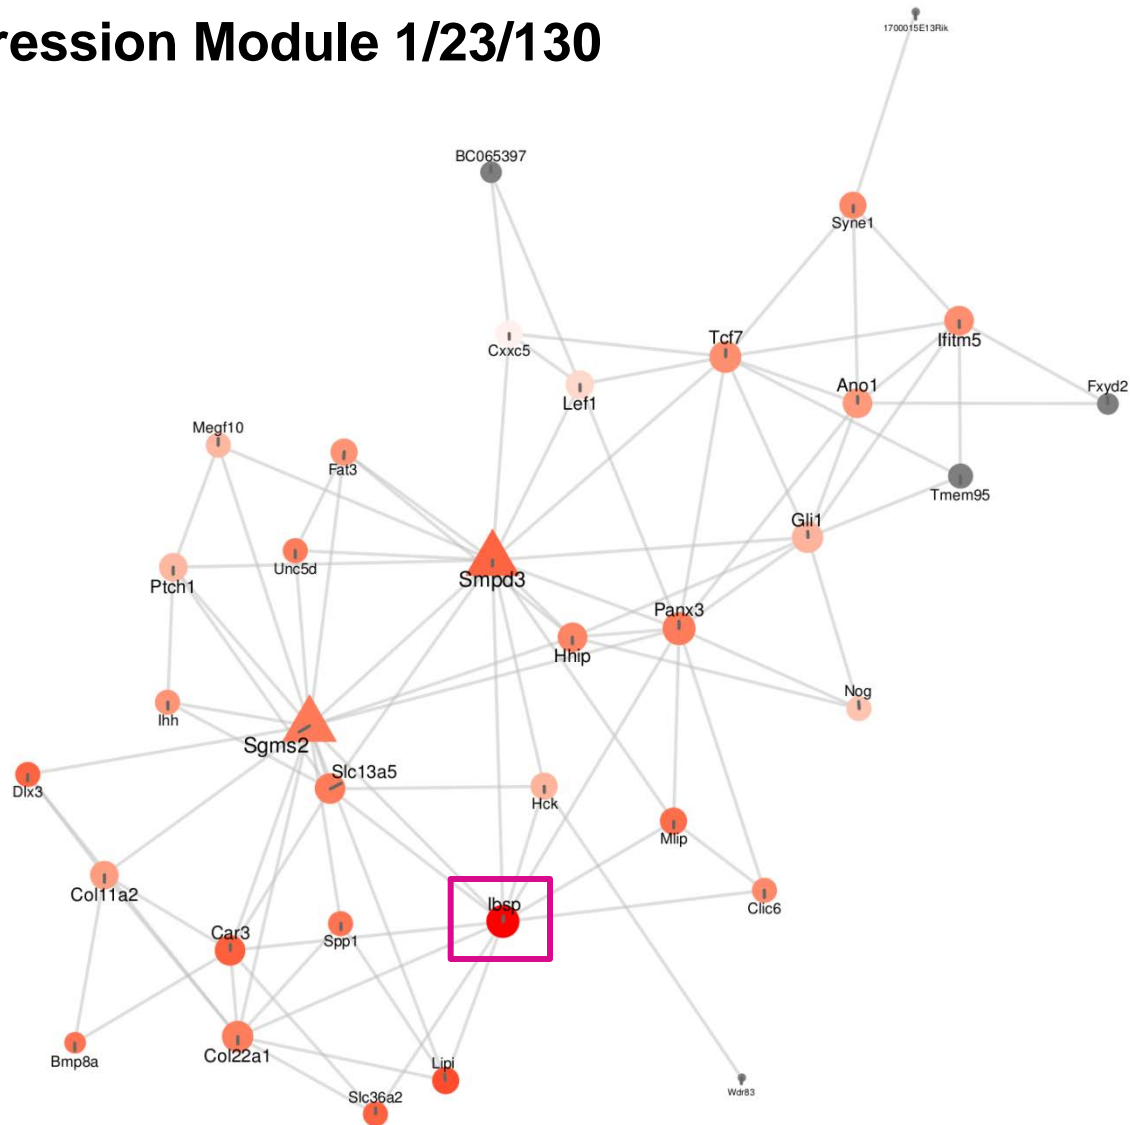 ression Module 1/23/130
1700015E13Rik
BC065397
Syne1
Cxxc5
Tcf7
Ifitm5
Lef1
Ano1
Fxyd2
Megf10
Fat3
Tmem95
Gli1
Unc5d
Smpd3
Ptch1
Panx3
Hhip
Ihh
Nog
Sgms2
Slc13a5
Dlx3
Hck
Mlip
Col11a2
Ibsp
Clic6
Car3
Spp1
Bmp8a
Col22a1
Lipi
Wdr83
Slc36a2